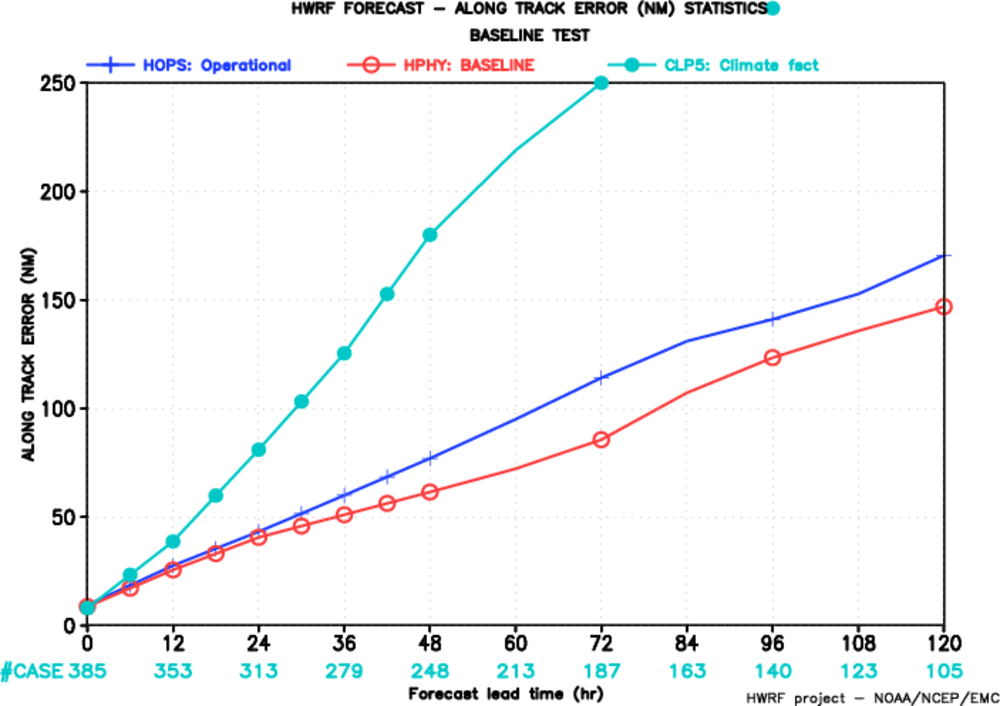 HWRF FORECAST – ALONG TRACK ERROR (NM) STATISTICS
BASELINE TEST
HOPS: Operational HPHY: BASELINE CLP5: Climate fact
250
200
150
100
50
0
ALONG TRACK ERROR (NM)
0 12 24 36 48 60 72 84 96 108 120
#CASE 385 353 313 279 248 213 187 163 140 123 105
Forecast lead time (hr)
HWRF project – NOAA/NCEP/EMC